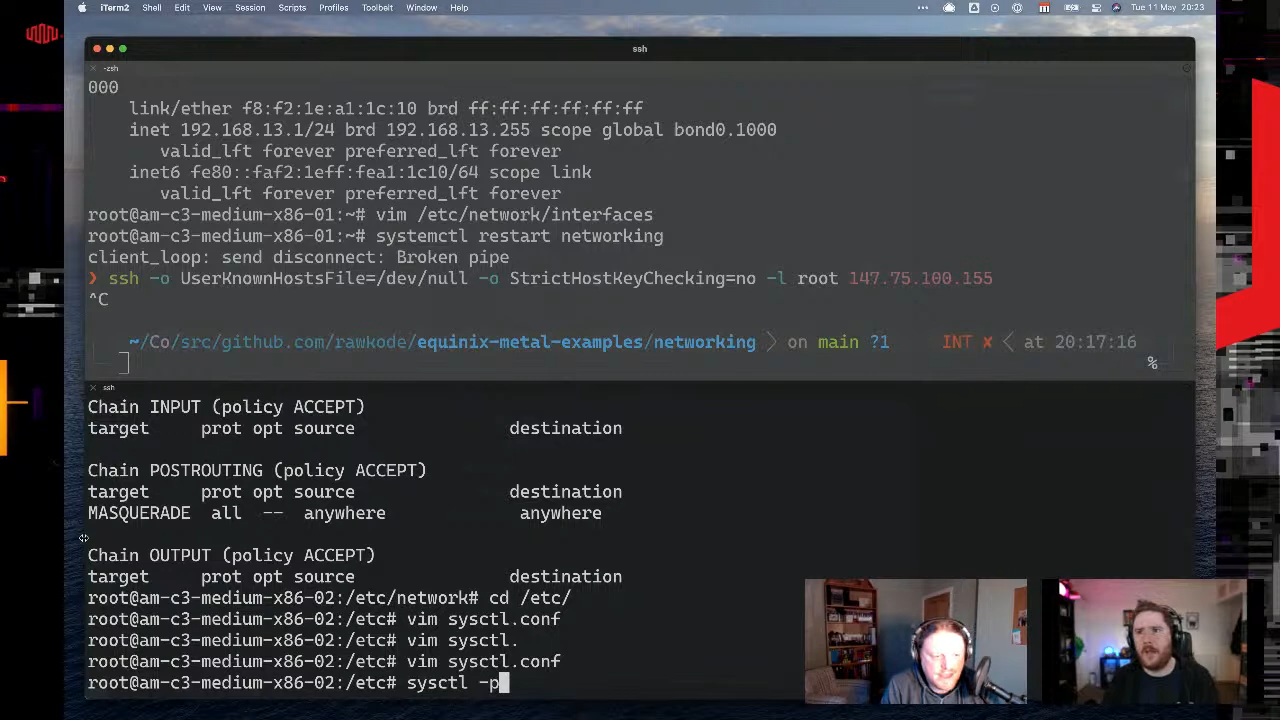 iTerm2 Shell Edit View Session Scripts Profiles Toolbelt Window Help Tue 11 May 20:23
ssh
-zsh
000
link/ether f8:f2:1e:a1:1c:10 brd ff:ff:ff:ff:ff:ff
inet 192.168.13.1/24 brd 192.168.13.255 scope global bond0.1000
valid_lft forever preferred_lft forever
inet6 fe80::faf2:1eff:fea1:1c10/64 scope link
valid_lft forever preferred_lft forever
root@am-c3-medium-x86-01:~# vim /etc/network/interfaces
root@am-c3-medium-x86-01:~# systemctl restart networking
client_loop: send disconnect: Broken pipe
❯ ssh -o UserKnownHostsFile=/dev/null -o StrictHostKeyChecking=no -l root 147.75.100.155
^C
~/Co/src/github.com/rawkode/equinix-metal-examples/networking 〉 on main ?1 INT ✘ 〈 at 20:17:16
%
ssh
Chain INPUT (policy ACCEPT)
target prot opt source destination
Chain POSTROUTING (policy ACCEPT)
target prot opt source destination
MASQUERADE all -- anywhere anywhere
Chain OUTPUT (policy ACCEPT)
target prot opt source destination
root@am-c3-medium-x86-02:/etc/network# cd /etc/
root@am-c3-medium-x86-02:/etc# vim sysctl.conf
root@am-c3-medium-x86-02:/etc# vim sysctl.
root@am-c3-medium-x86-02:/etc# vim sysctl.conf
root@am-c3-medium-x86-02:/etc# sysctl -p